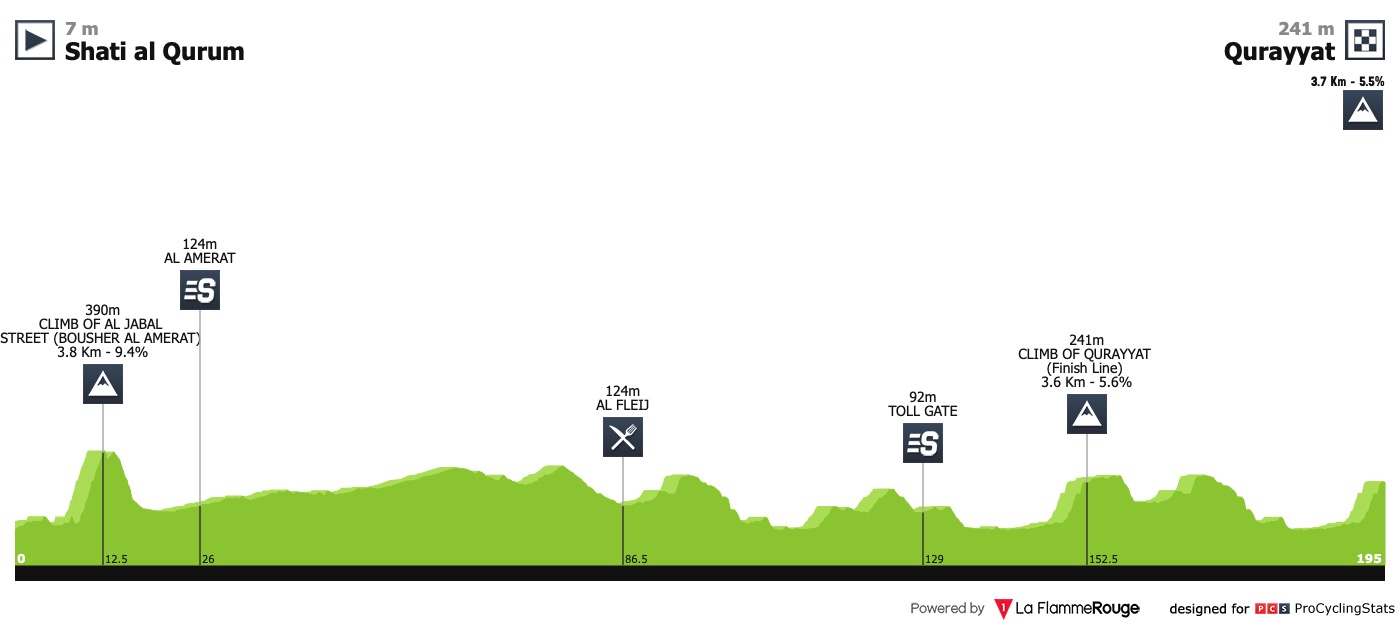 7 m
Shati al Qurum
241 m
Qurayyat
3.7 Km - 5.5%
124m
AL AMERAT
390m
CLIMB OF AL JABAL
STREET (BOUSHER AL AMERAT)
3.8 Km - 9.4%
124m
AL FLEIJ
92m
TOLL GATE
241m
CLIMB OF QURAYYAT
(Finish Line)
3.6 Km - 5.6%
0
12.5
26
86.5
129
152.5
195
Powered by 1 La FlammeRouge designed for PCS ProCyclingStats